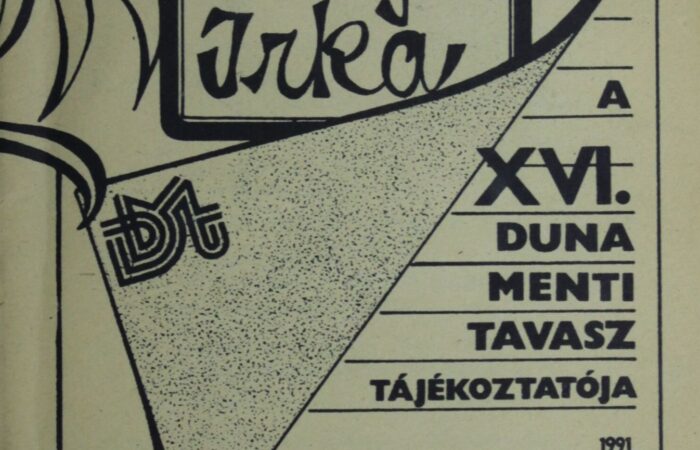 irka
A
XVI.
DUNA
MENTI
TAVASZ
TÁJÉKOZTATÓJA
1991